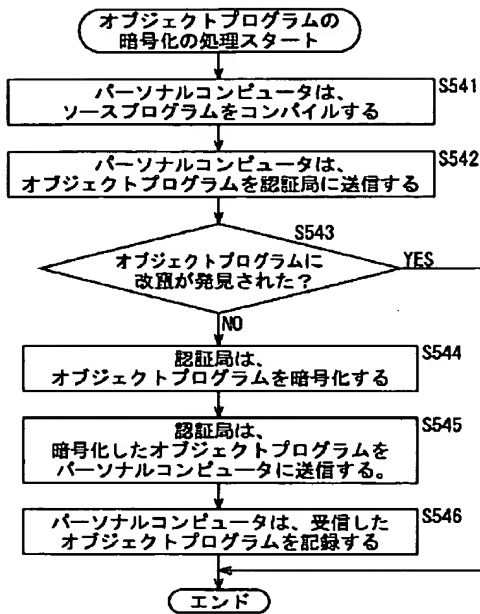 オブジェクトプログラムの
暗号化の処理スタート
S541
パーソナルコンピュータは、
ソースプログラムをコンパイルする
S542
パーソナルコンピュータは、
オブジェクトプログラムを認証局に送信する
S543
オブジェクトプログラムに
改竄が発見された?
YES
NO
S544
認証局は、
オブジェクトプログラムを暗号化する
S545
認証局は、
暗号化したオブジェクトプログラムを
パーソナルコンピュータに送信する。
S546
パーソナルコンピュータは、受信した
オブジェクトプログラムを記録する
エンド